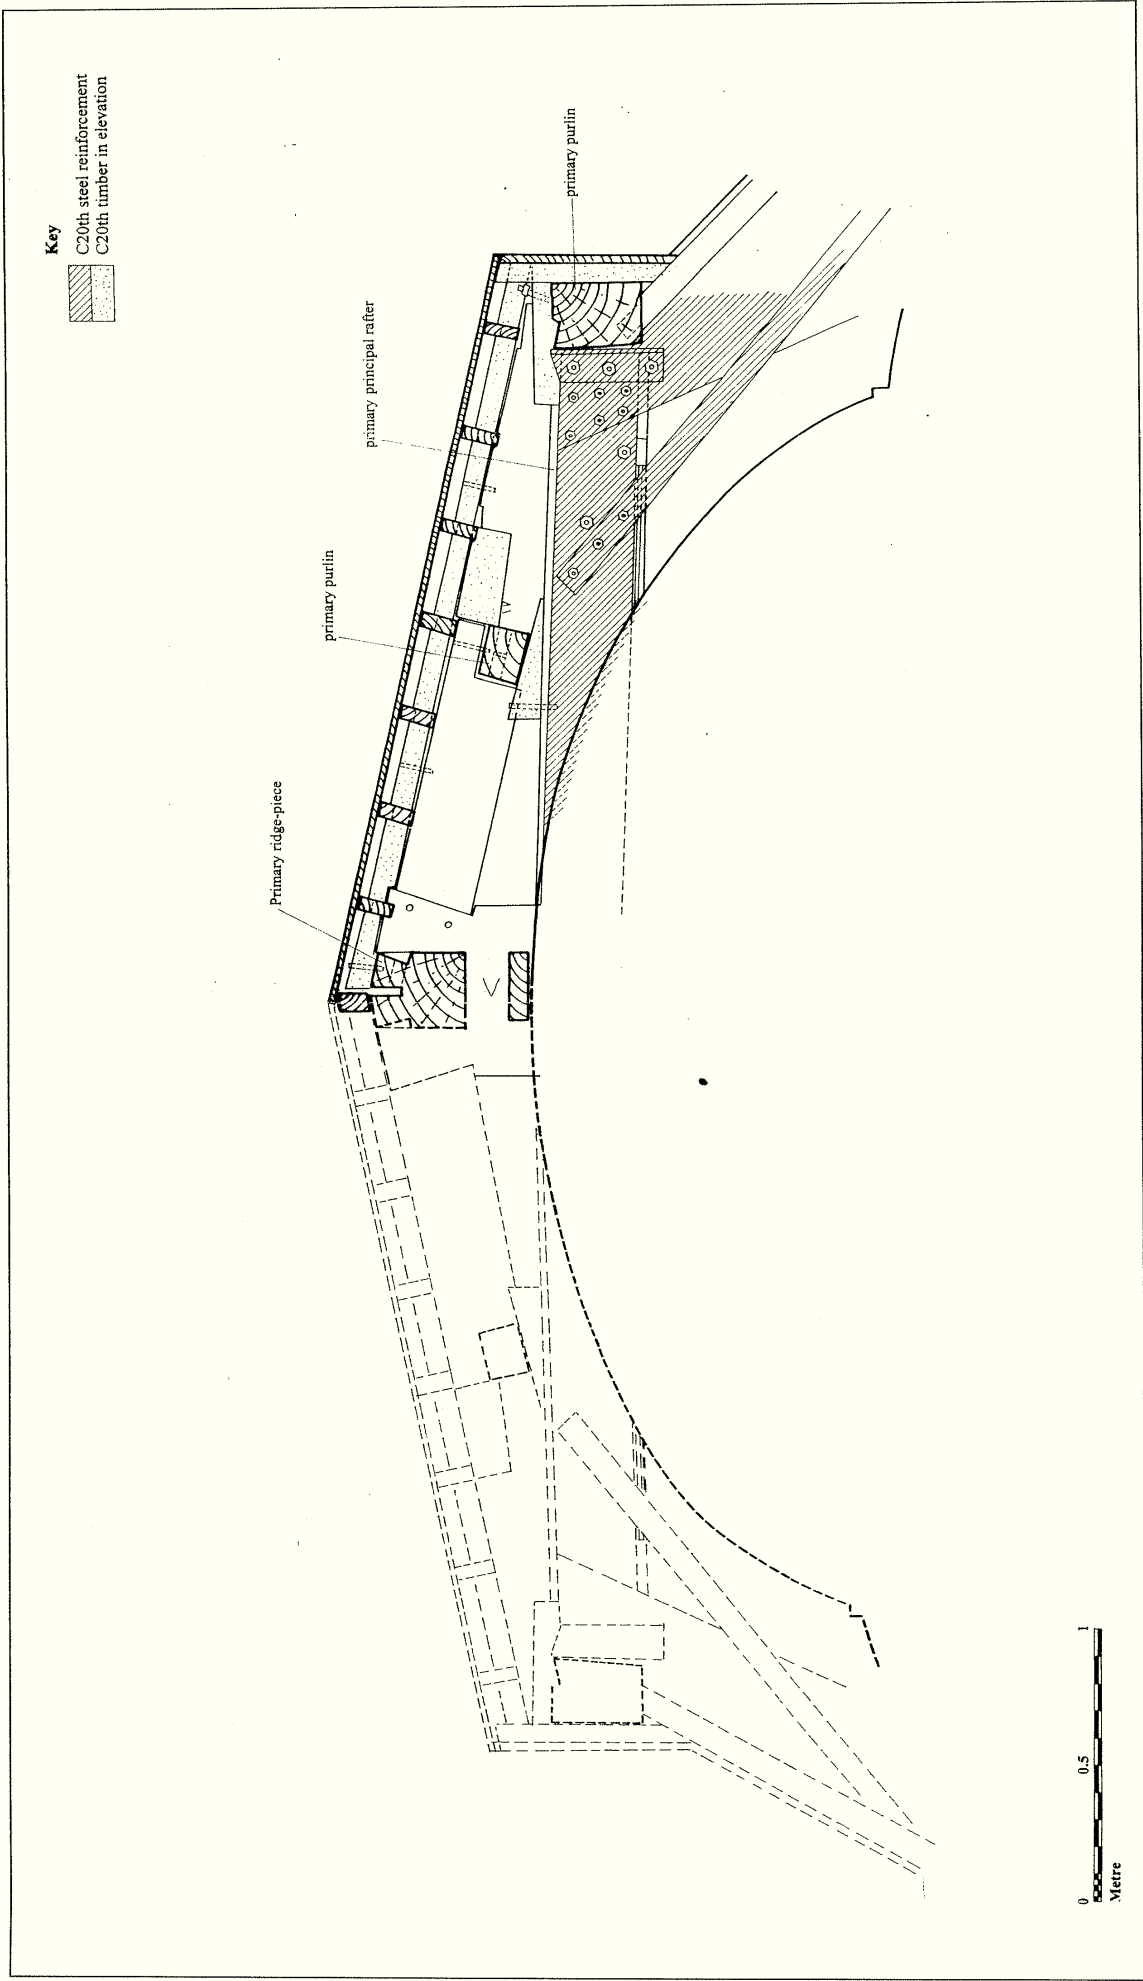 Key
C20th steel reinforcement
C20th timber in elevation
primary purlin
primary principal rafter
primary purlin
Primary ridge-piece
0
0.5
1
Metre